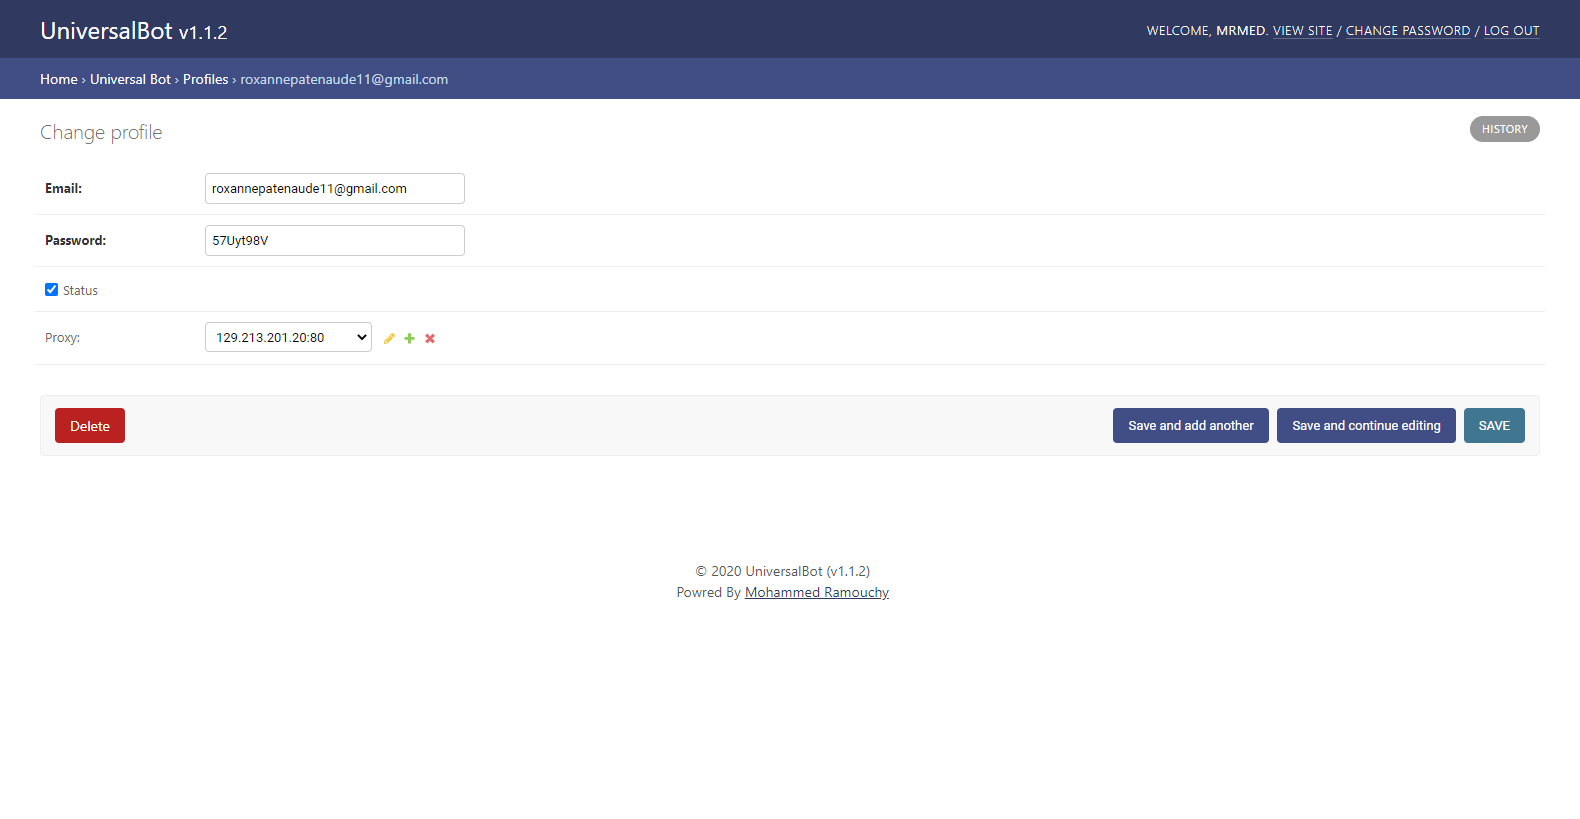 UniversalBot v1.1.2
WELCOME, MRMED. VIEW SITE / CHANGE PASSWORD / LOG OUT
Home › Universal Bot › Profiles › roxannepatenaude11@gmail.com
Change profile
HISTORY
Email: roxannepatenaude11@gmail.com
Password: 57Uyt98V
Status
Proxy: 129.213.201.20:80
Delete Save and add another Save and continue editing SAVE
© 2020 UniversalBot (v1.1.2)
Powred By Mohammed Ramouchy